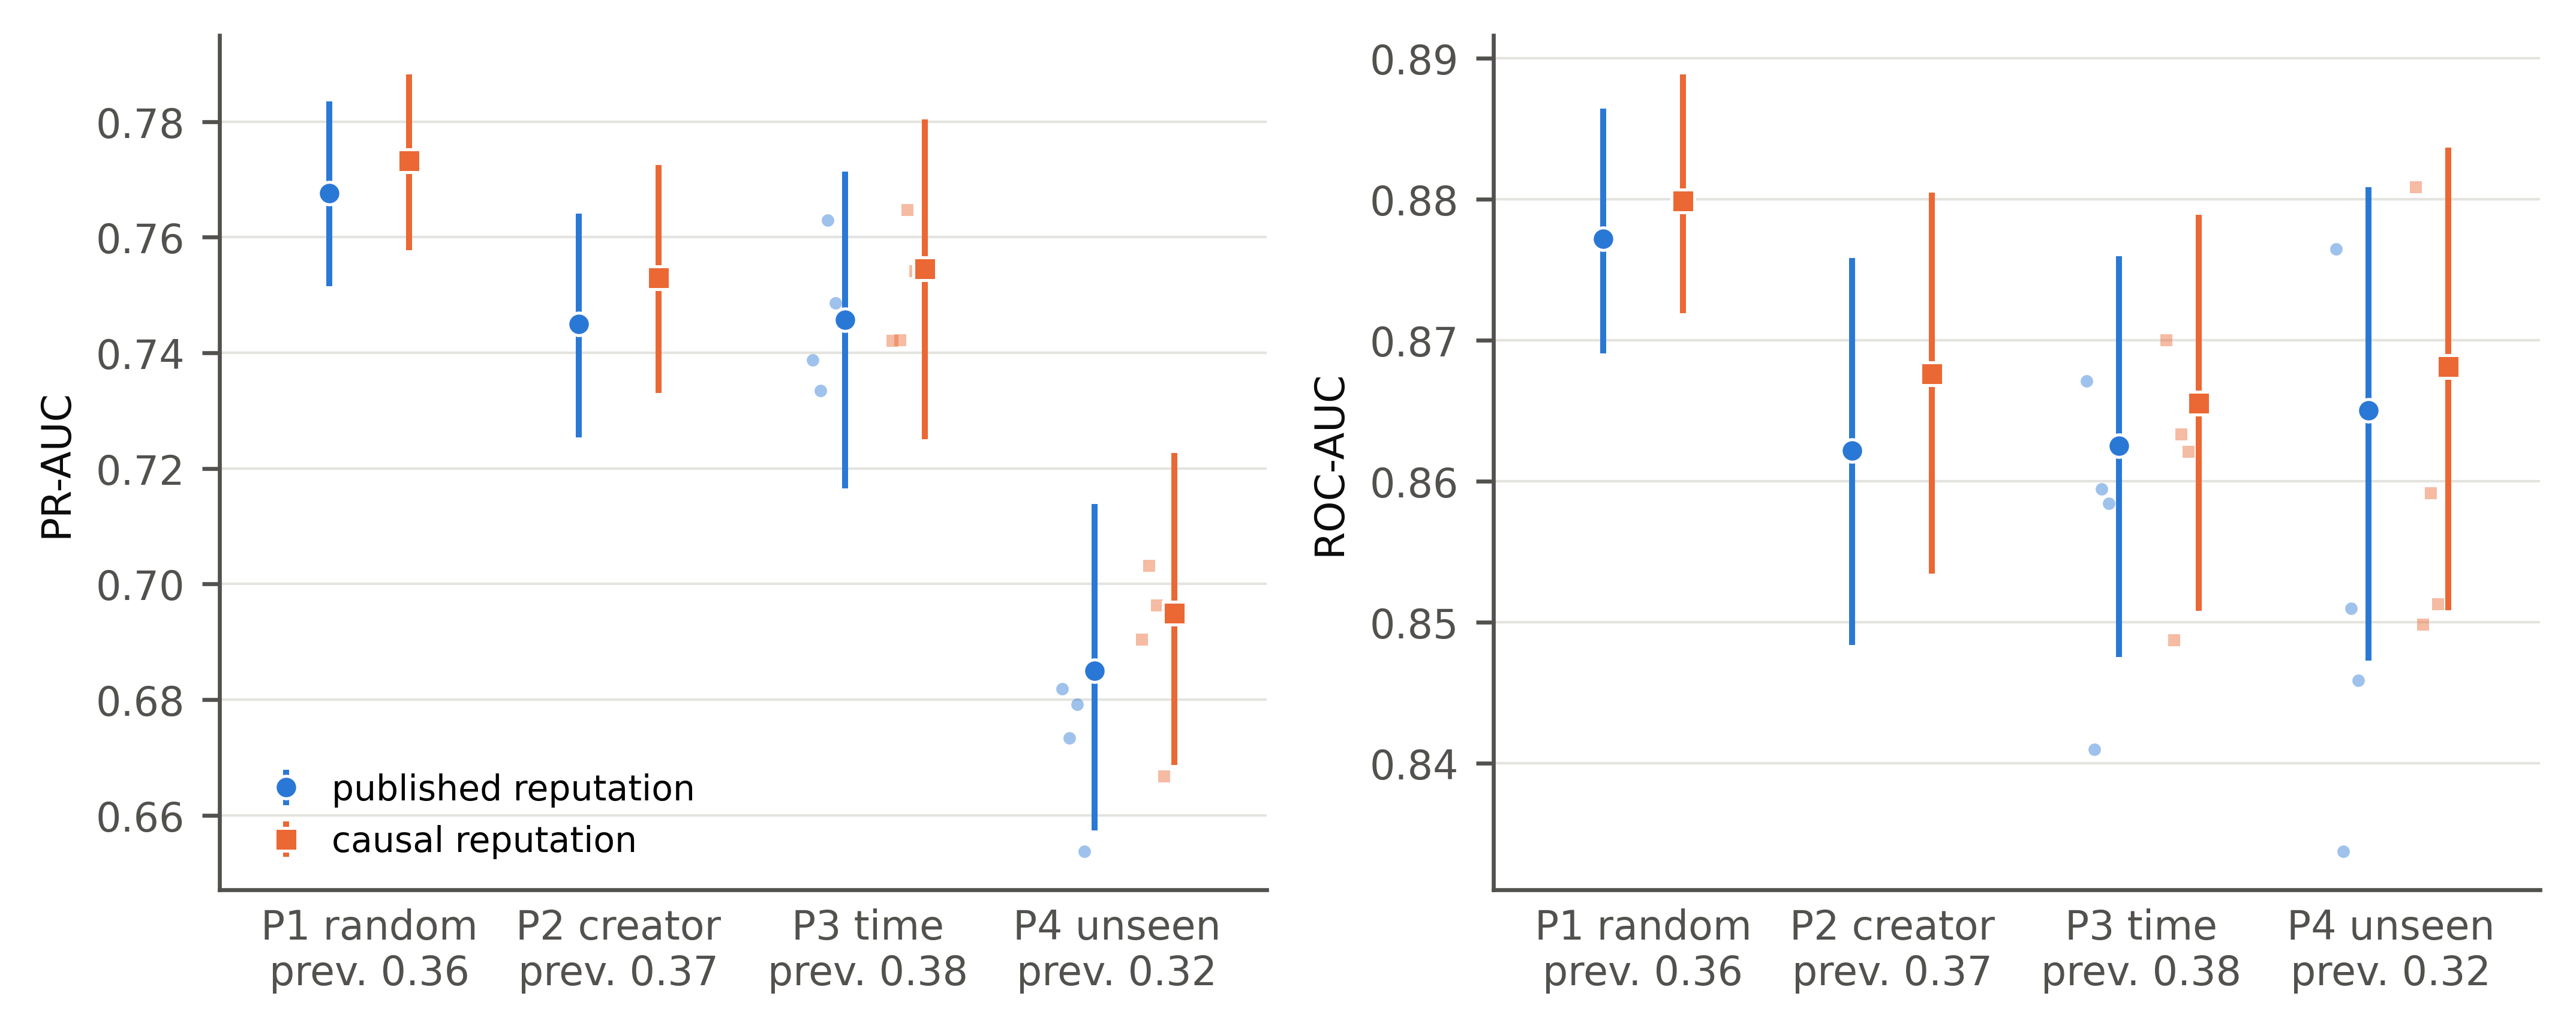 PR-AUC
0.78
0.76
0.74
0.72
0.70
0.68
0.66
published reputation
causal reputation
P1 random
prev. 0.36
P2 creator
prev. 0.37
P3 time
prev. 0.38
P4 unseen
prev. 0.32
ROC-AUC
0.89
0.88
0.87
0.86
0.85
0.84
P1 random
prev. 0.36
P2 creator
prev. 0.37
P3 time
prev. 0.38
P4 unseen
prev. 0.32